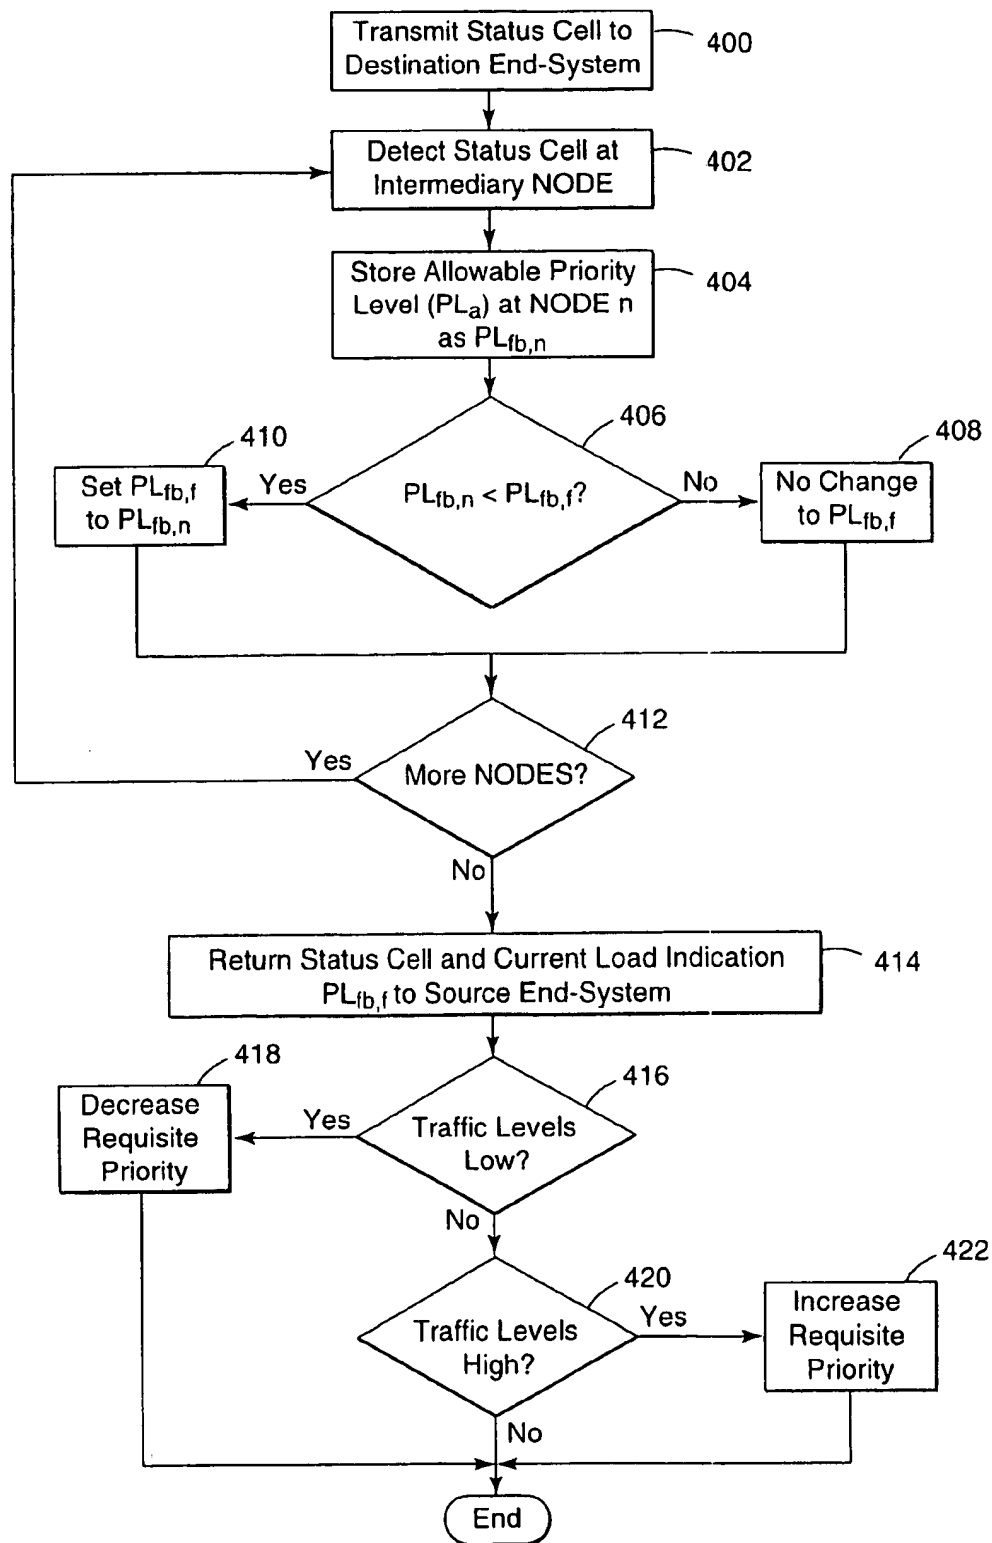 Transmit Status Cell to
Destination End-System
400
Detect Status Cell at
Intermediary NODE
402
Store Allowable Priority
Level (PLa) at NODE n
as PLfb,n
404
406
PLfb,n < PLfb,f?
Yes
No
410
Set PLfb,f
to PLfb,n
408
No Change
to PLfb,f
412
More NODES?
Yes
No
Return Status Cell and Current Load Indication
PLfb,f to Source End-System
414
416
Traffic Levels
Low?
Yes
No
418
Decrease
Requisite
Priority
420
Traffic Levels
High?
Yes
No
422
Increase
Requisite
Priority
End